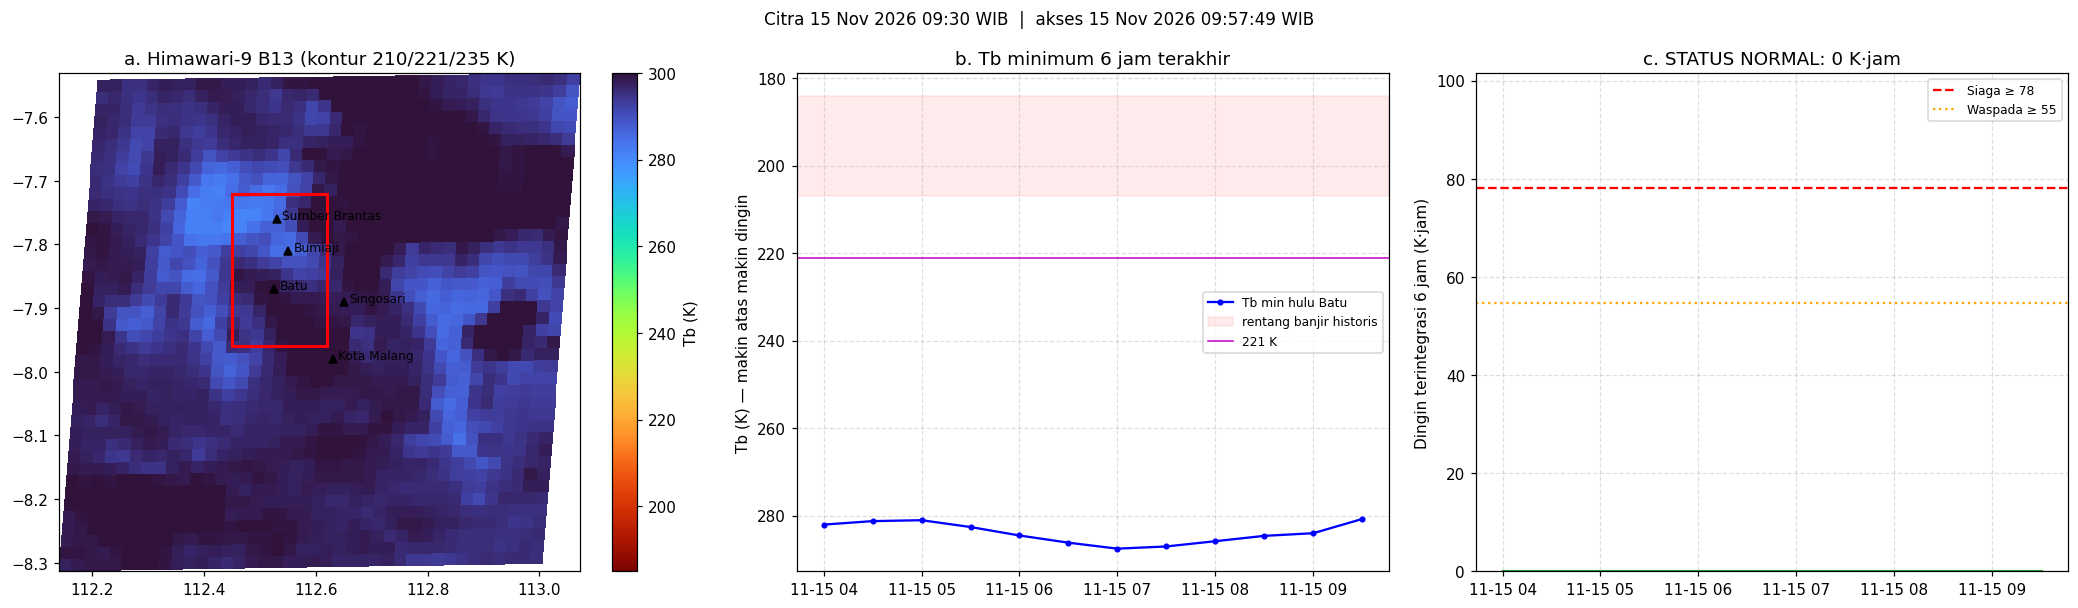 Citra 15 Nov 2026 09:30 WIB | akses 15 Nov 2026 09:57:49 WIB
a. Himawari-9 B13 (kontur 210/221/235 K)
−7.6
−7.7
−7.8
−7.9
−8.0
−8.1
−8.2
−8.3
Sumber Brantas
Bumiaji
Batu
Singosari
Kota Malang
112.2
112.4
112.6
112.8
113.0
300
280
260
240
220
200
Tb (K)
b. Tb minimum 6 jam terakhir
Tb (K) — makin atas makin dingin
180
200
220
240
260
280
Tb min hulu Batu
rentang banjir historis
221 K
11-15 04
11-15 05
11-15 06
11-15 07
11-15 08
11-15 09
c. STATUS NORMAL: 0 K·jam
Dingin terintegrasi 6 jam (K·jam)
100
80
60
40
20
0
Siaga ≥ 78
Waspada ≥ 55
11-15 04
11-15 05
11-15 06
11-15 07
11-15 08
11-15 09